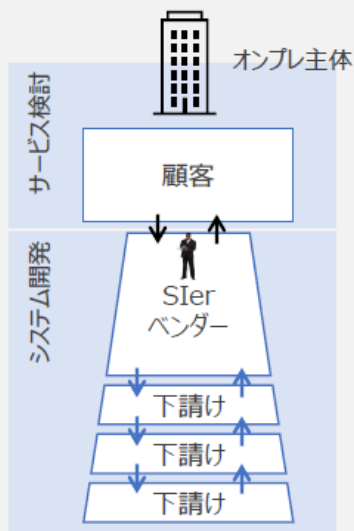 オンプレ主体
サービス検討
顧客
システム開発
SIer
ベンダー
下請け
下請け
下請け